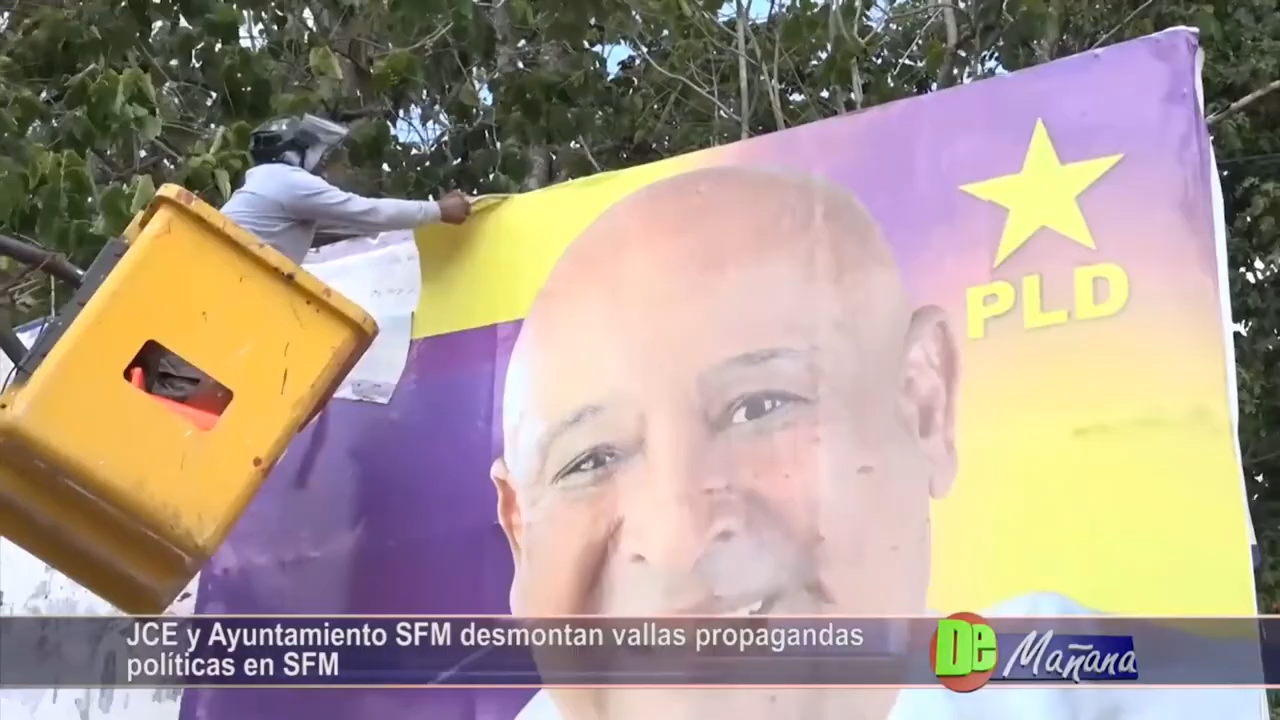 PLD
JCE y Ayuntamiento SFM desmontan vallas propagandas
políticas en SFM
De Mañana